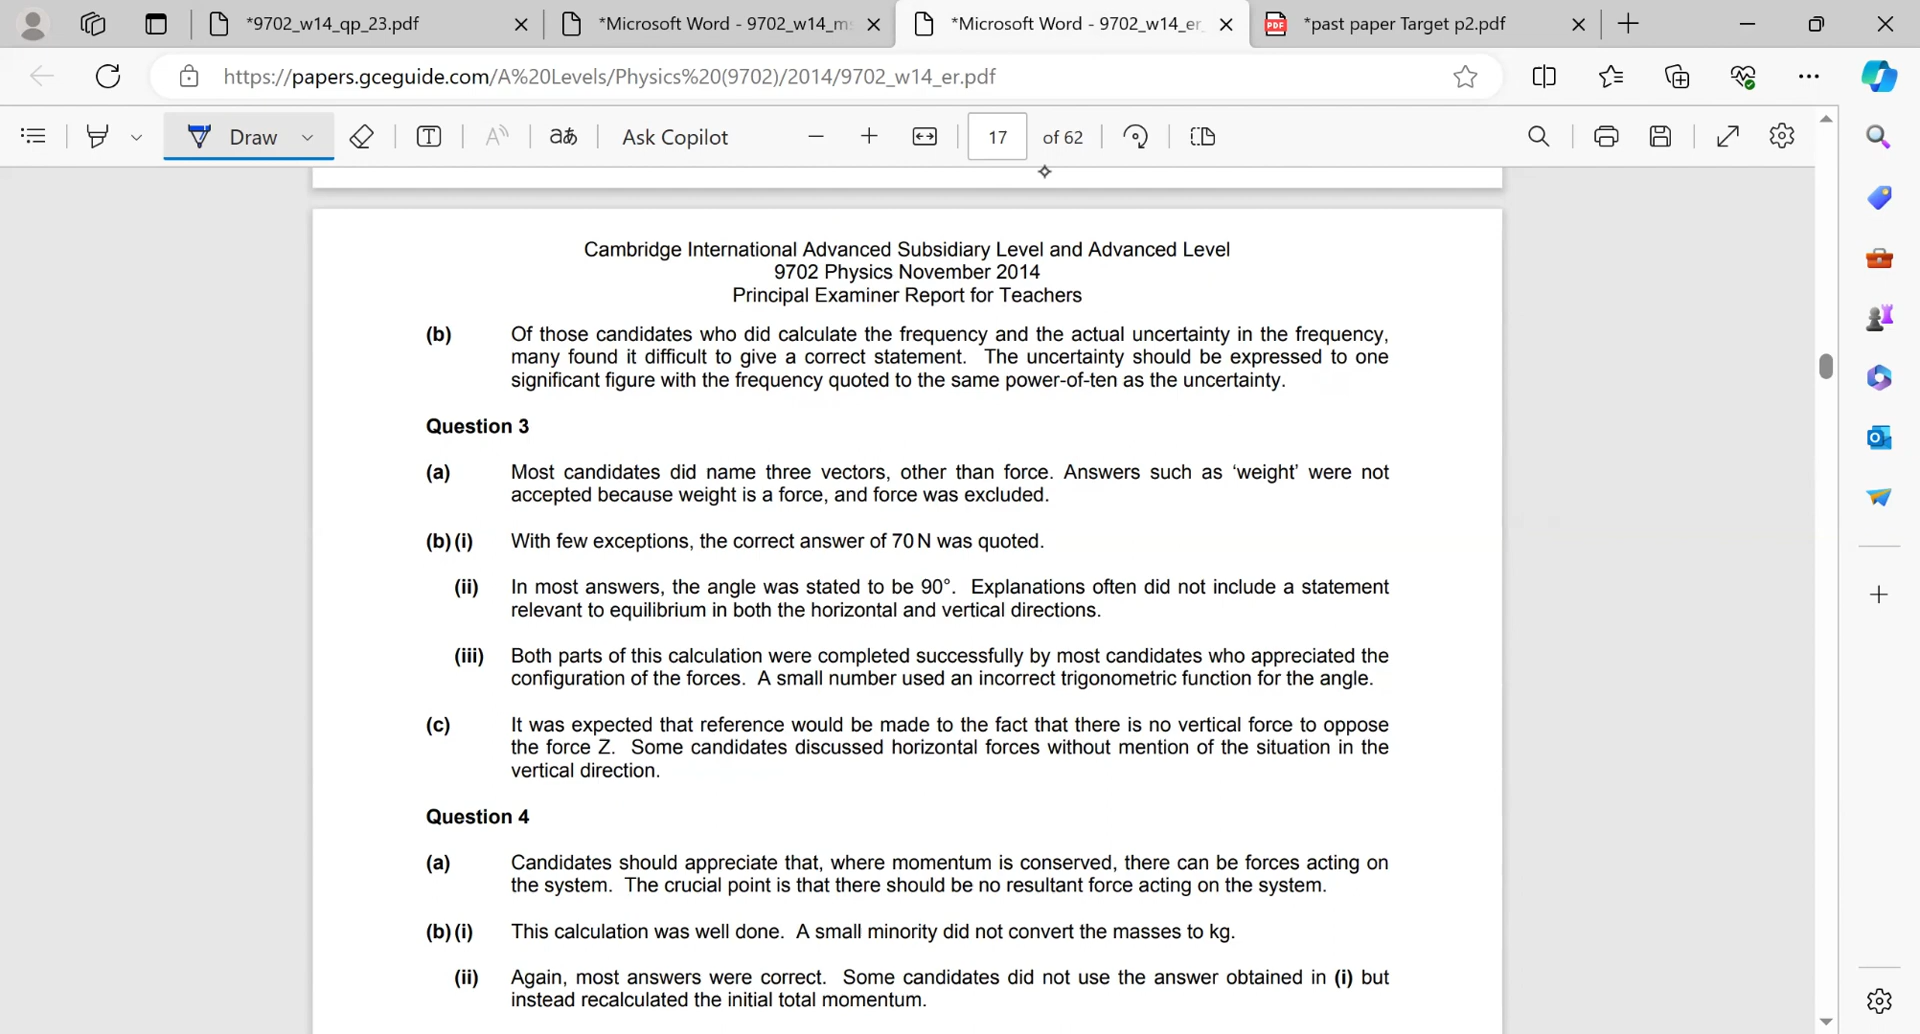 *9702_w14_qp_23.pdf
*Microsoft Word - 9702_w14_ms
*Microsoft Word - 9702_w14_er_
*past paper Target p2.pdf
https://papers.gceguide.com/A%20Levels/Physics%20(9702)/2014/9702_w14_er.pdf
Draw
aあ
Ask Copilot
17 of 62
Cambridge International Advanced Subsidiary Level and Advanced Level
9702 Physics November 2014
Principal Examiner Report for Teachers
(b) Of those candidates who did calculate the frequency and the actual uncertainty in the frequency,
many found it difficult to give a correct statement. The uncertainty should be expressed to one
significant figure with the frequency quoted to the same power-of-ten as the uncertainty.
Question 3
(a) Most candidates did name three vectors, other than force. Answers such as ‘weight’ were not
accepted because weight is a force, and force was excluded.
(b) (i) With few exceptions, the correct answer of 70 N was quoted.
(ii) In most answers, the angle was stated to be 90°. Explanations often did not include a statement
relevant to equilibrium in both the horizontal and vertical directions.
(iii) Both parts of this calculation were completed successfully by most candidates who appreciated the
configuration of the forces. A small number used an incorrect trigonometric function for the angle.
(c) It was expected that reference would be made to the fact that there is no vertical force to oppose
the force Z. Some candidates discussed horizontal forces without mention of the situation in the
vertical direction.
Question 4
(a) Candidates should appreciate that, where momentum is conserved, there can be forces acting on
the system. The crucial point is that there should be no resultant force acting on the system.
(b) (i) This calculation was well done. A small minority did not convert the masses to kg.
(ii) Again, most answers were correct. Some candidates did not use the answer obtained in (i) but
instead recalculated the initial total momentum.